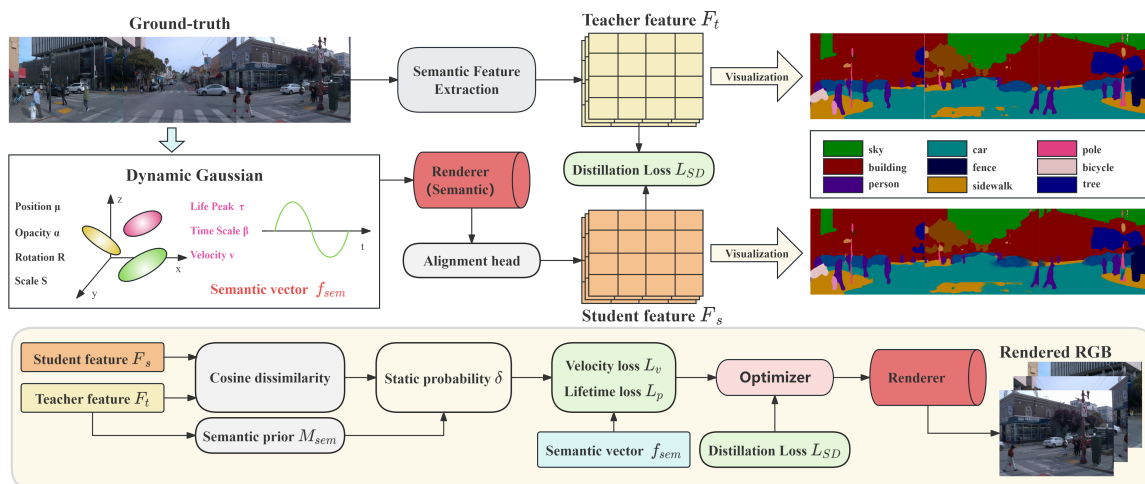 Ground-truth
Semantic Feature
Extraction
Teacher feature F_t
Visualization
sky
car
pole
building
fence
bicycle
person
sidewalk
tree
Distillation Loss L_SD
Dynamic Gaussian
Position μ
Opacity α
Rotation R
Scale S
z
x
y
Life Peak τ
Time Scale β
Velocity v
t
Semantic vector f_sem
Renderer
(Semantic)
Alignment head
Student feature F_s
Visualization
Student feature F_s
Teacher feature F_t
Cosine dissimilarity
Semantic prior M_sem
Static probability δ
Velocity loss L_v
Lifetime loss L_p
Semantic vector f_sem
Optimizer
Distillation Loss L_SD
Renderer
Rendered RGB